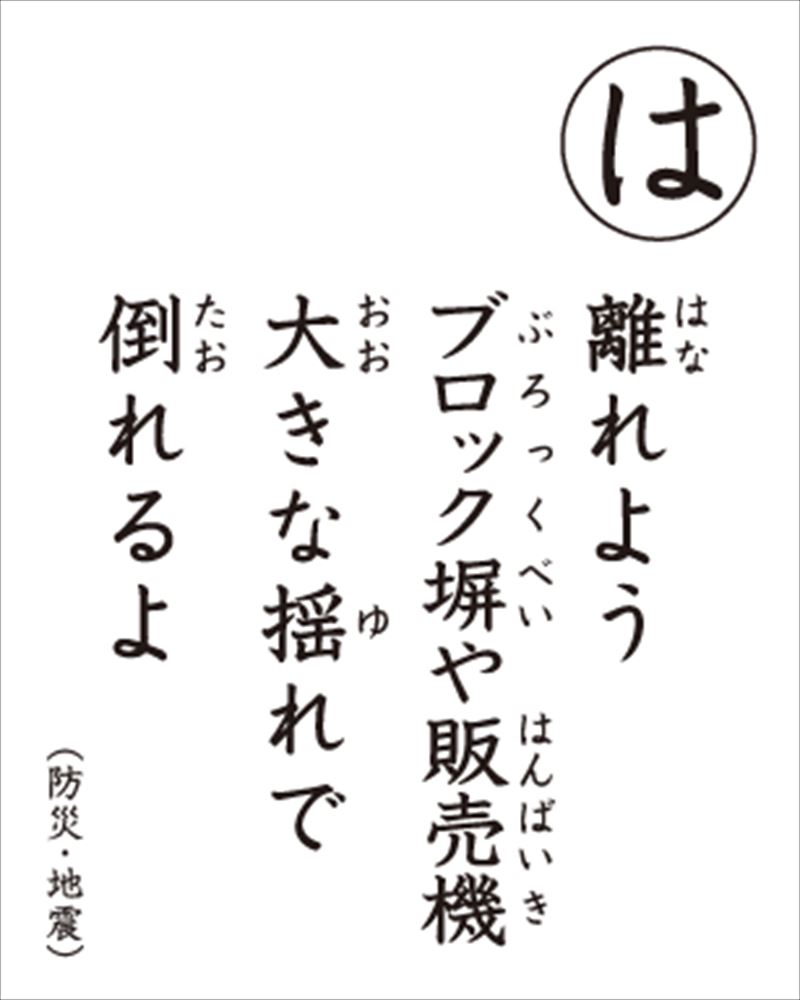 は
離れよう
はな
ブロック塀や販売機
ぶろっくべい はんばいき
大きな揺れで
おお ゆ
倒れるよ
たお
（防災・地震）